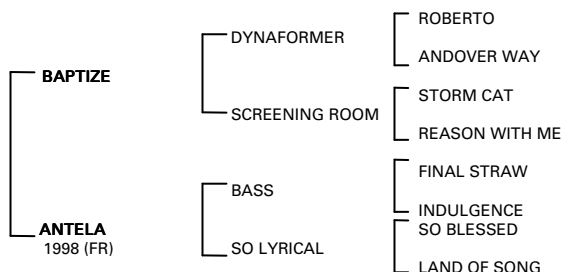 ROBERTO
DYNAFORMER
ANDOVER WAY
BAPTIZE
STORM CAT
SCREENING ROOM
REASON WITH ME
FINAL STRAW
BASS
INDULGENCE
ANTELA
1998 (FR)
SO BLESSED
SO LYRICAL
LAND OF SONG